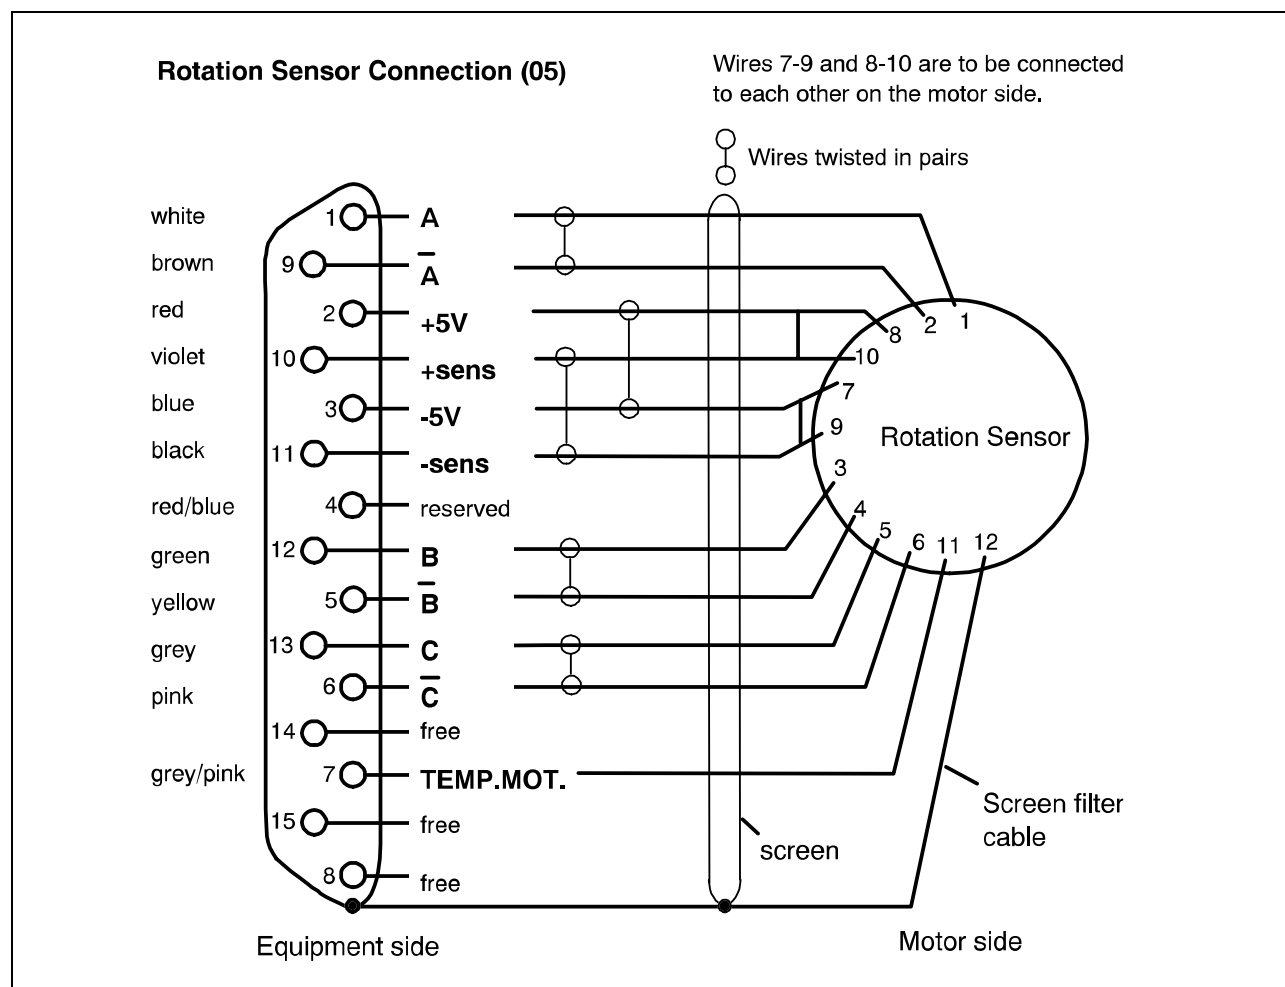 Rotation Sensor Connection (05)
Wires 7-9 and 8-10 are to be connected
to each other on the motor side.
Wires twisted in pairs
white 1 A
brown 9 A̅
red 2 +5V
violet 10 +sens
blue 3 -5V
black 11 -sens
red/blue 4 reserved
green 12 B
yellow 5 B̅
grey 13 C
pink 6 C̅
14 free
grey/pink 7 TEMP.MOT.
15 free
8 free
1
2
8
10
7
9
3
4
5
6
11
12
Rotation Sensor
Screen filter
cable
screen
Equipment side
Motor side